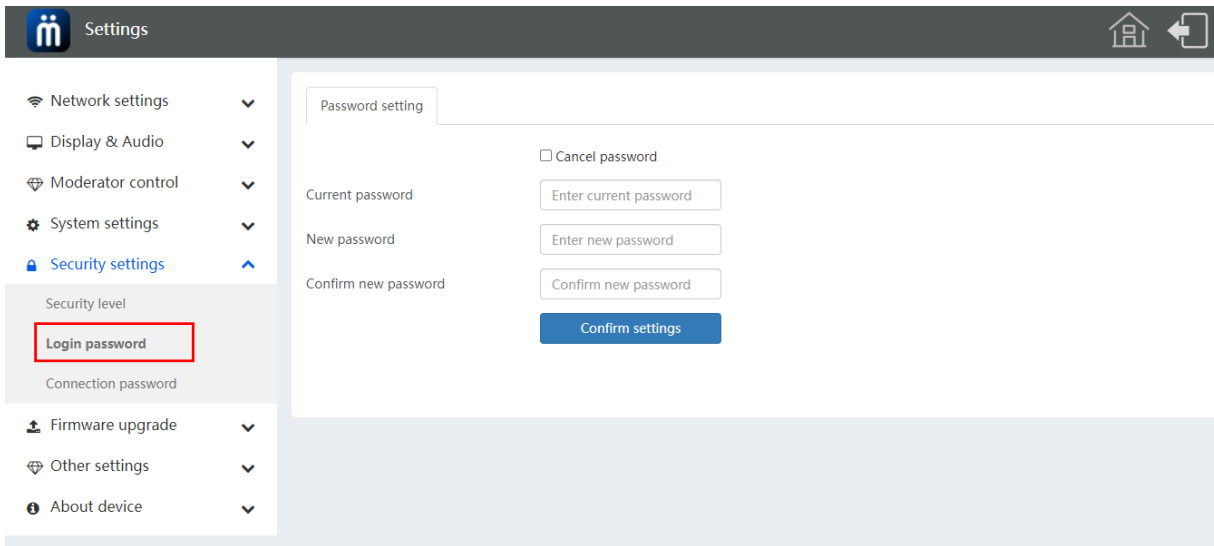 Settings
Network settings
Display & Audio
Moderator control
System settings
Security settings
Security level
Login password
Connection password
Firmware upgrade
Other settings
About device
Password setting
Cancel password
Current password Enter current password
New password Enter new password
Confirm new password Confirm new password
Confirm settings